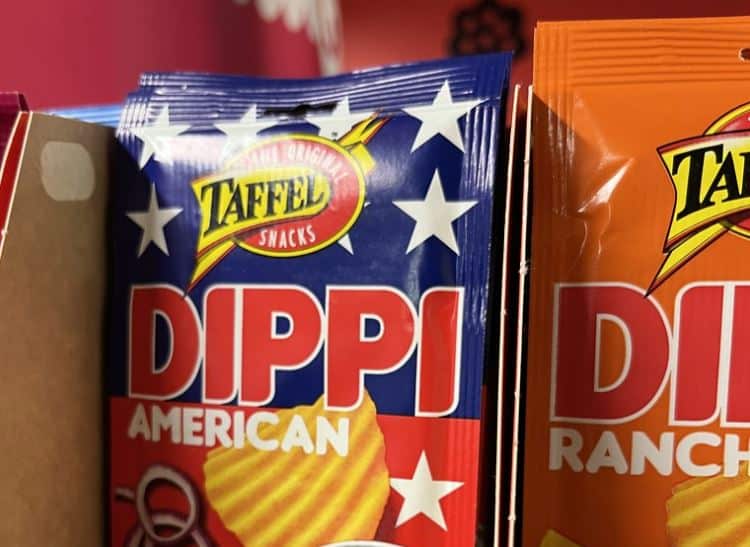 THE ORIGINAL
TAFFEL
SNACKS
DIPPI
AMERICAN
TAF
DI
RANCH